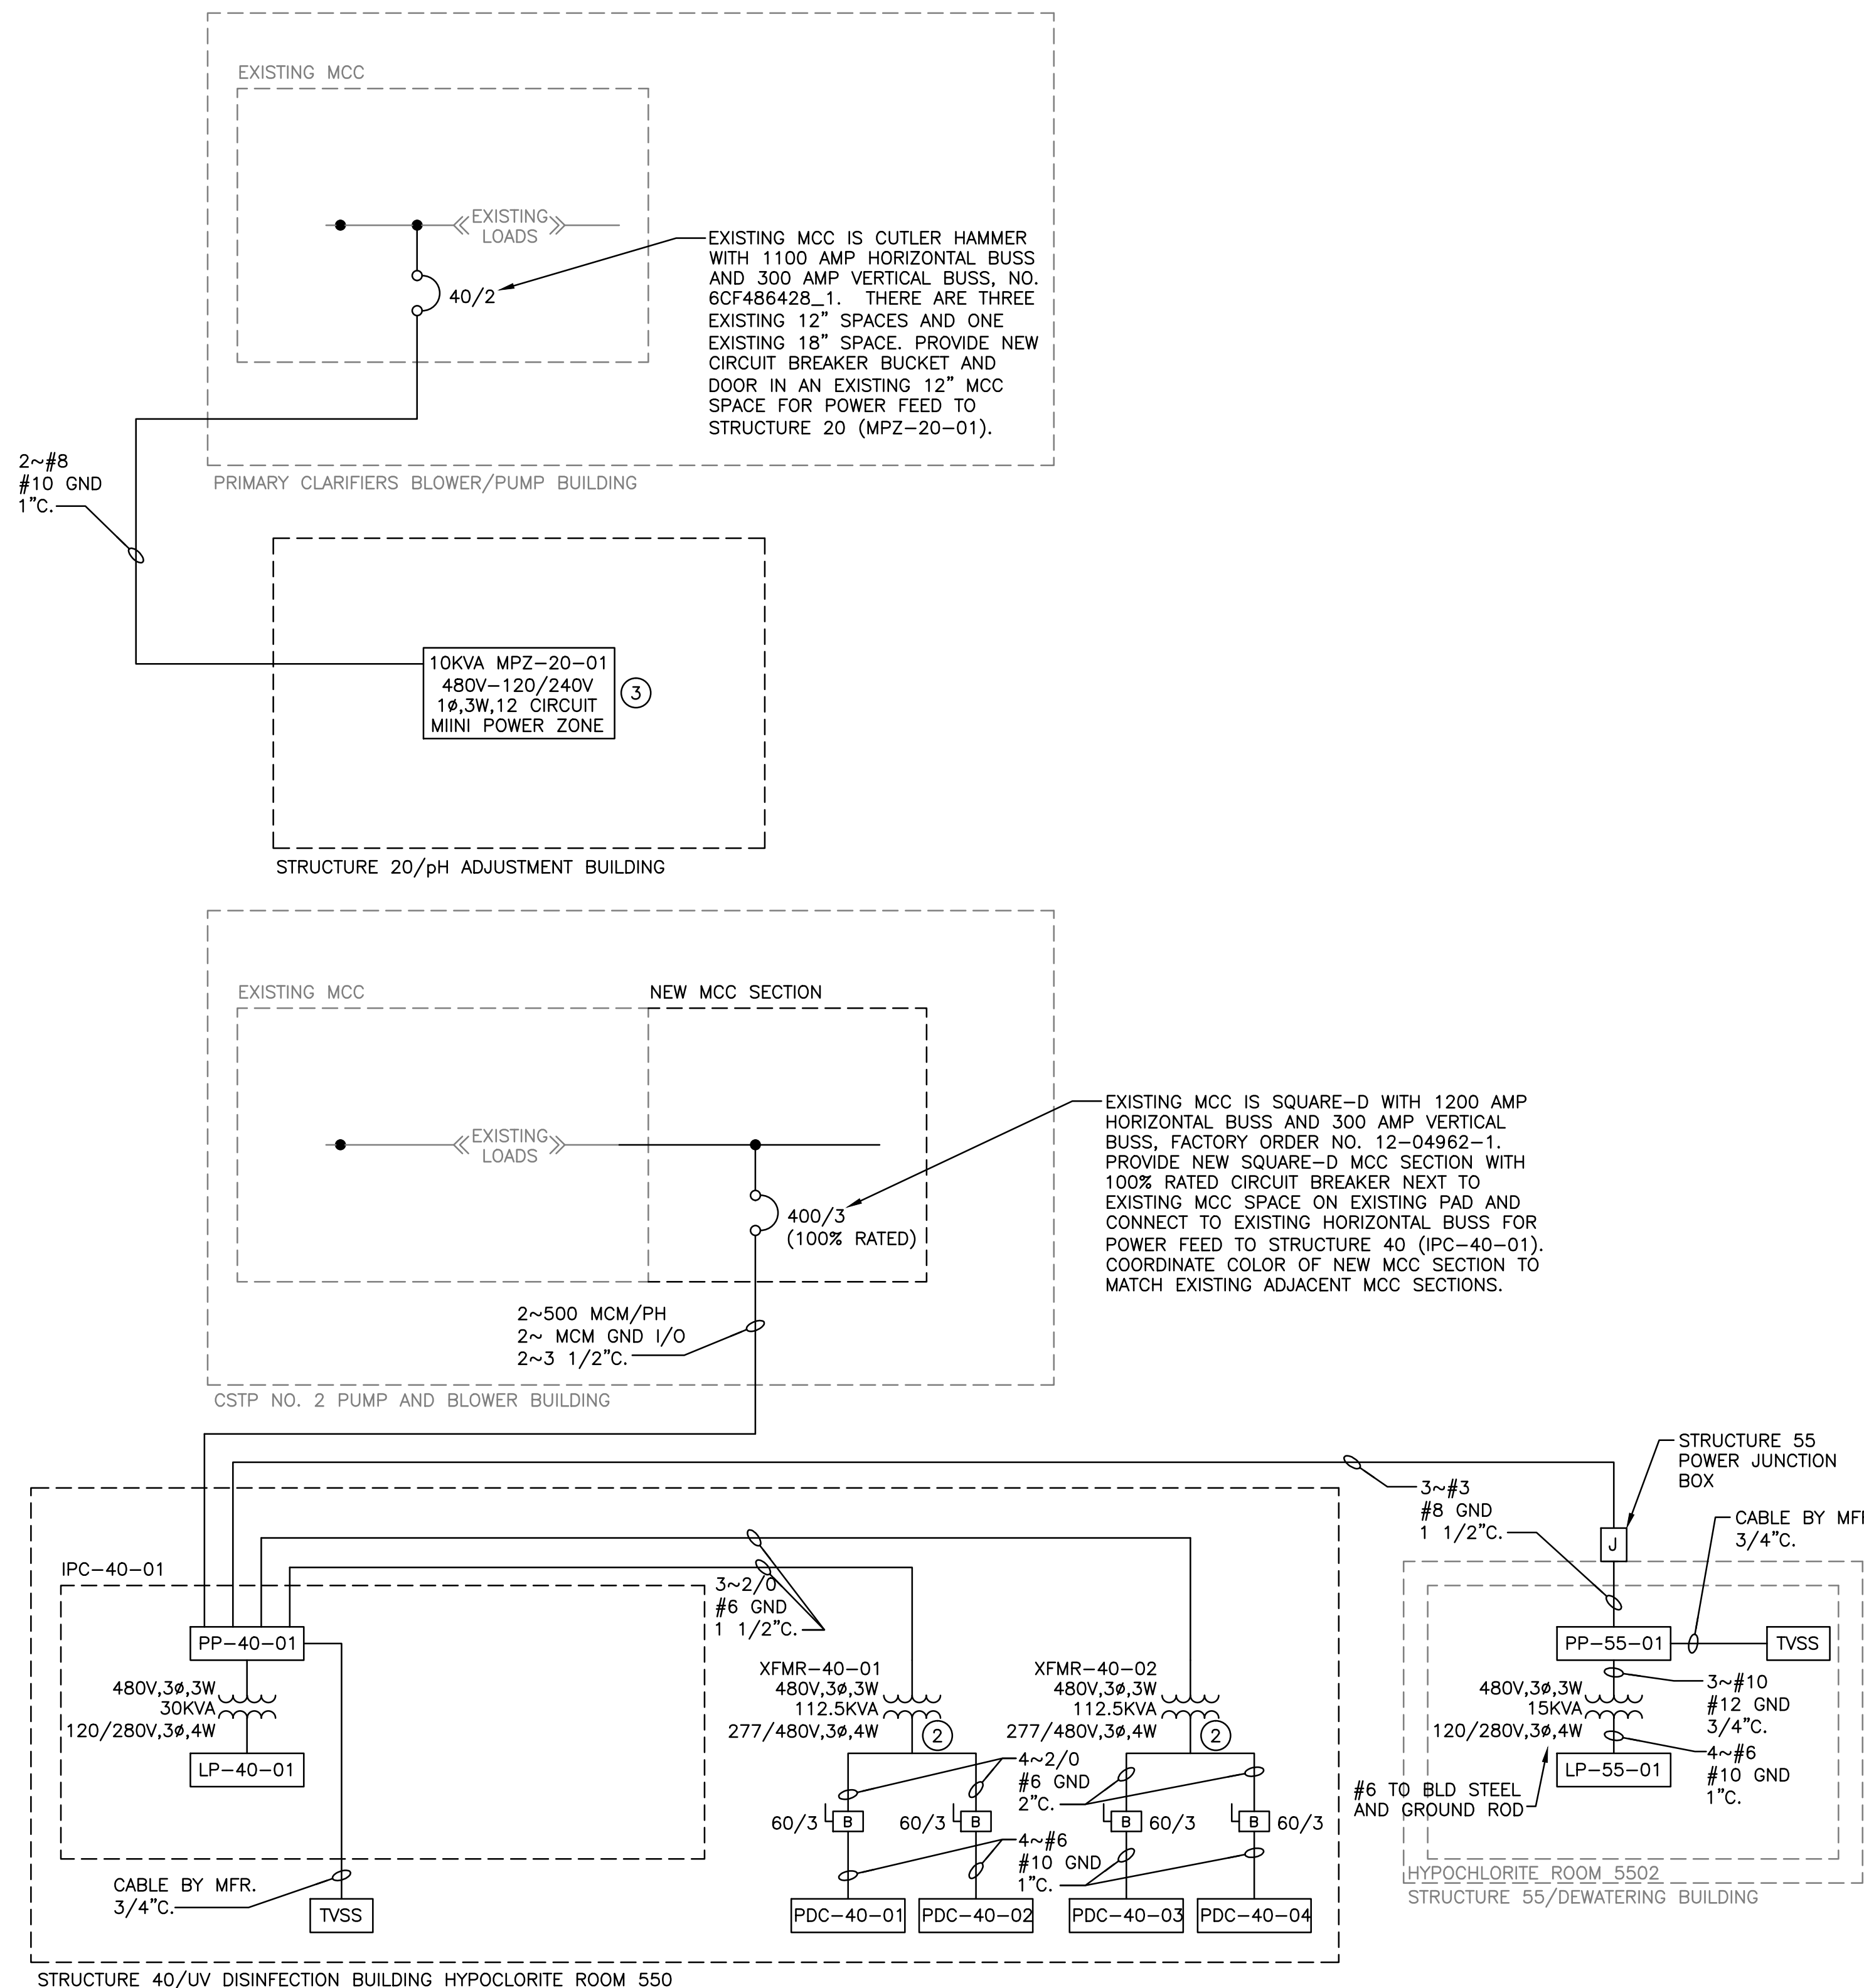 EXISTING MCC
EXISTING
LOADS
40/2
EXISTING MCC IS CUTLER HAMMER
WITH 1100 AMP HORIZONTAL BUSS
AND 300 AMP VERTICAL BUSS, NO.
6CF486428_1. THERE ARE THREE
EXISTING 12" SPACES AND ONE
EXISTING 18" SPACE. PROVIDE NEW
CIRCUIT BREAKER BUCKET AND
DOOR IN AN EXISTING 12" MCC
SPACE FOR POWER FEED TO
STRUCTURE 20 (MPZ-20-01).
2~#8
#10 GND
1"C.
PRIMARY CLARIFIERS BLOWER/PUMP BUILDING
10KVA MPZ-20-01
480V-120/240V
1ø,3W,12 CIRCUIT
MIINI POWER ZONE
3
STRUCTURE 20/pH ADJUSTMENT BUILDING
EXISTING MCC
NEW MCC SECTION
EXISTING
LOADS
400/3
(100% RATED)
EXISTING MCC IS SQUARE-D WITH 1200 AMP
HORIZONTAL BUSS AND 300 AMP VERTICAL
BUSS, FACTORY ORDER NO. 12-04962-1.
PROVIDE NEW SQUARE-D MCC SECTION WITH
100% RATED CIRCUIT BREAKER NEXT TO
EXISTING MCC SPACE ON EXISTING PAD AND
CONNECT TO EXISTING HORIZONTAL BUSS FOR
POWER FEED TO STRUCTURE 40 (IPC-40-01).
COORDINATE COLOR OF NEW MCC SECTION TO
MATCH EXISTING ADJACENT MCC SECTIONS.
2~500 MCM/PH
2~ MCM GND I/O
2~3 1/2"C.
CSTP NO. 2 PUMP AND BLOWER BUILDING
STRUCTURE 55
POWER JUNCTION
BOX
3~#3
#8 GND
1 1/2"C.
CABLE BY MF
3/4"C.
J
IPC-40-01
3~2/0
#6 GND
1 1/2"C.
PP-40-01
480V,3ø,3W
30KVA
120/280V,3ø,4W
LP-40-01
XFMR-40-01
480V,3ø,3W
112.5KVA
277/480V,3ø,4W
2
XFMR-40-02
480V,3ø,3W
112.5KVA
277/480V,3ø,4W
2
PP-55-01
TVSS
480V,3ø,3W
15KVA
120/280V,3ø,4W
3~#10
#12 GND
3/4"C.
LP-55-01
4~#6
#10 GND
1"C.
#6 TO BLD STEEL
AND GROUND ROD
4~2/0
#6 GND
2"C.
60/3
B
60/3
B
B
60/3
B
60/3
4~#6
#10 GND
1"C.
HYPOCHLORITE ROOM 5502
STRUCTURE 55/DEWATERING BUILDING
CABLE BY MFR.
3/4"C.
TVSS
PDC-40-01
PDC-40-02
PDC-40-03
PDC-40-04
STRUCTURE 40/UV DISINFECTION BUILDING HYPOCLORITE ROOM 550